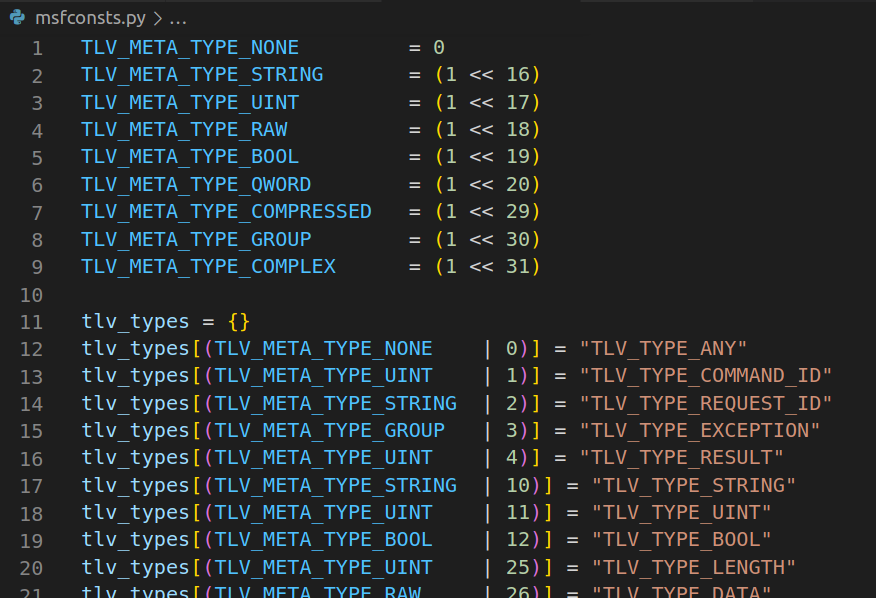 msfconsts.py > ...
1 TLV_META_TYPE_NONE = 0
2 TLV_META_TYPE_STRING = (1 << 16)
3 TLV_META_TYPE_UINT = (1 << 17)
4 TLV_META_TYPE_RAW = (1 << 18)
5 TLV_META_TYPE_BOOL = (1 << 19)
6 TLV_META_TYPE_QWORD = (1 << 20)
7 TLV_META_TYPE_COMPRESSED = (1 << 29)
8 TLV_META_TYPE_GROUP = (1 << 30)
9 TLV_META_TYPE_COMPLEX = (1 << 31)
10
11 tlv_types = {}
12 tlv_types[(TLV_META_TYPE_NONE | 0)] = "TLV_TYPE_ANY"
13 tlv_types[(TLV_META_TYPE_UINT | 1)] = "TLV_TYPE_COMMAND_ID"
14 tlv_types[(TLV_META_TYPE_STRING | 2)] = "TLV_TYPE_REQUEST_ID"
15 tlv_types[(TLV_META_TYPE_GROUP | 3)] = "TLV_TYPE_EXCEPTION"
16 tlv_types[(TLV_META_TYPE_UINT | 4)] = "TLV_TYPE_RESULT"
17 tlv_types[(TLV_META_TYPE_STRING | 10)] = "TLV_TYPE_STRING"
18 tlv_types[(TLV_META_TYPE_UINT | 11)] = "TLV_TYPE_UINT"
19 tlv_types[(TLV_META_TYPE_BOOL | 12)] = "TLV_TYPE_BOOL"
20 tlv_types[(TLV_META_TYPE_UINT | 25)] = "TLV_TYPE_LENGTH"
21 tlv_types[(TLV_META_TYPE_RAW | 26)] = "TLV_TYPE_DATA"